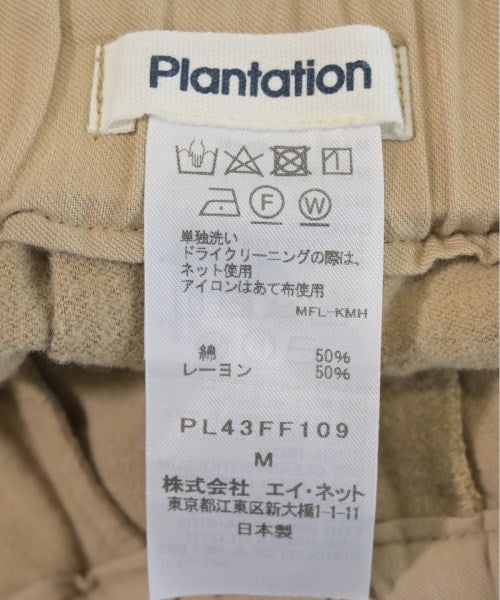 Plantation
F W
単独洗い
ドライクリーニングの際は、
ネット使用
アイロンはあて布使用
MFL-KMH
綿 50%
レーヨン 50%
PL43FF109
M
株式会社 エイ・ネット
東京都江東区新大橋1-1-11
日本製